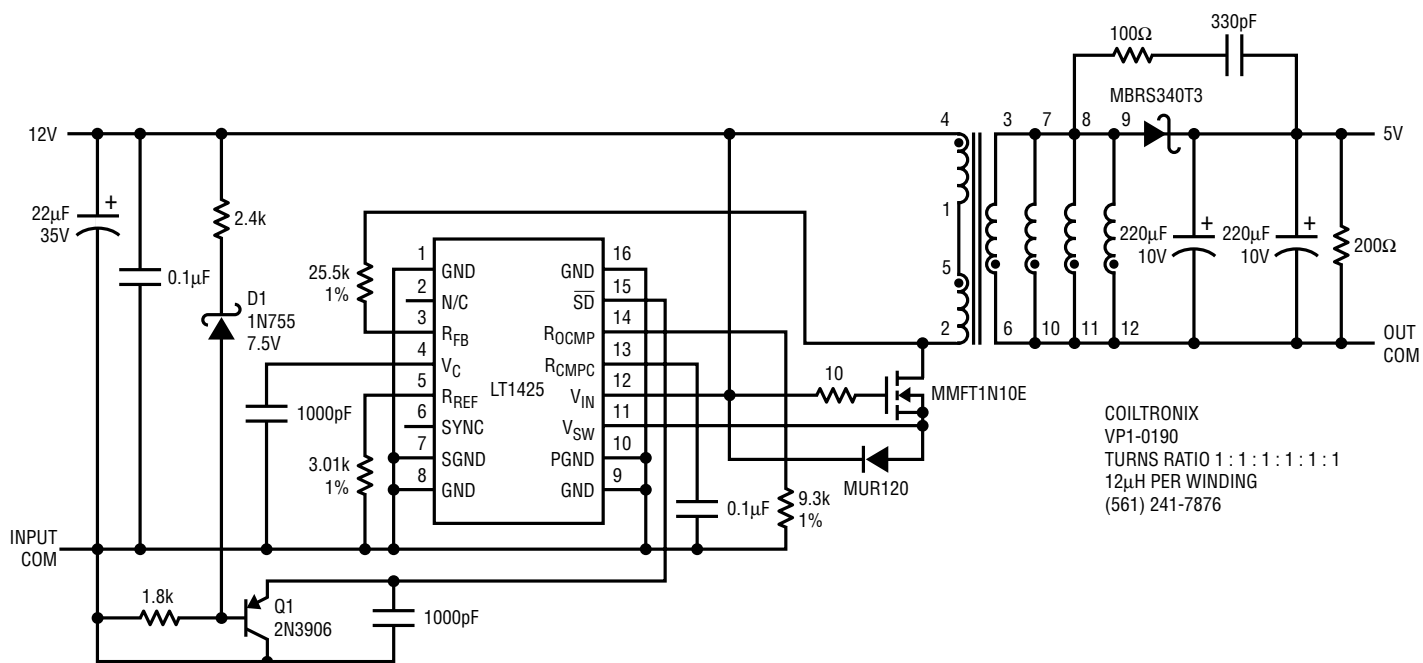 330pF
100Ω
MBRS340T3
12V
4
3
7
8
9
5V
22µF
35V
+
2.4k
1
220µF
10V
+
220µF
10V
+
200Ω
0.1µF
25.5k
1%
1
GND
16
GND
2
N/C
15
SD
D1
1N755
7.5V
3
RFB
14
ROCMP
5
2
6
10
11
12
OUT
COM
4
VC
13
RCMPC
LT1425
5
RREF
12
VIN
10
MMFT1N10E
1000pF
6
SYNC
11
VSW
3.01k
1%
7
SGND
10
PGND
8
GND
9
GND
MUR120
COILTRONIX
VP1-0190
TURNS RATIO 1 : 1 : 1 : 1 : 1 : 1
12µH PER WINDING
(561) 241-7876
0.1µF
9.3k
1%
INPUT
COM
1.8k
Q1
2N3906
1000pF